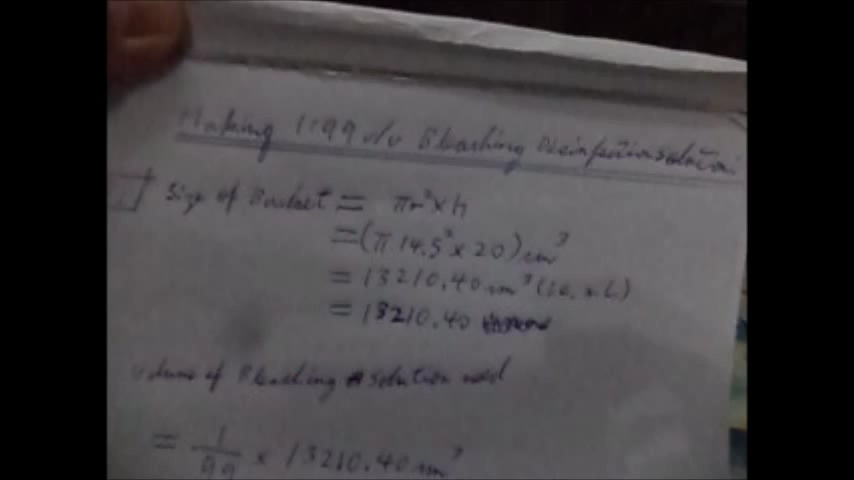 Making 1:99 v/v Bleaching Disinfection solution
Size of Bucket = πr²×h
= (π 14.5² × 20) cm³
= 13210.40 cm³ (i.e.
= 13210.40
of Bleaching solution used
= 1/99 × 13210.40 cm³